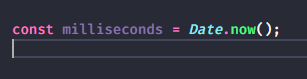 const milliseconds = Date.now();